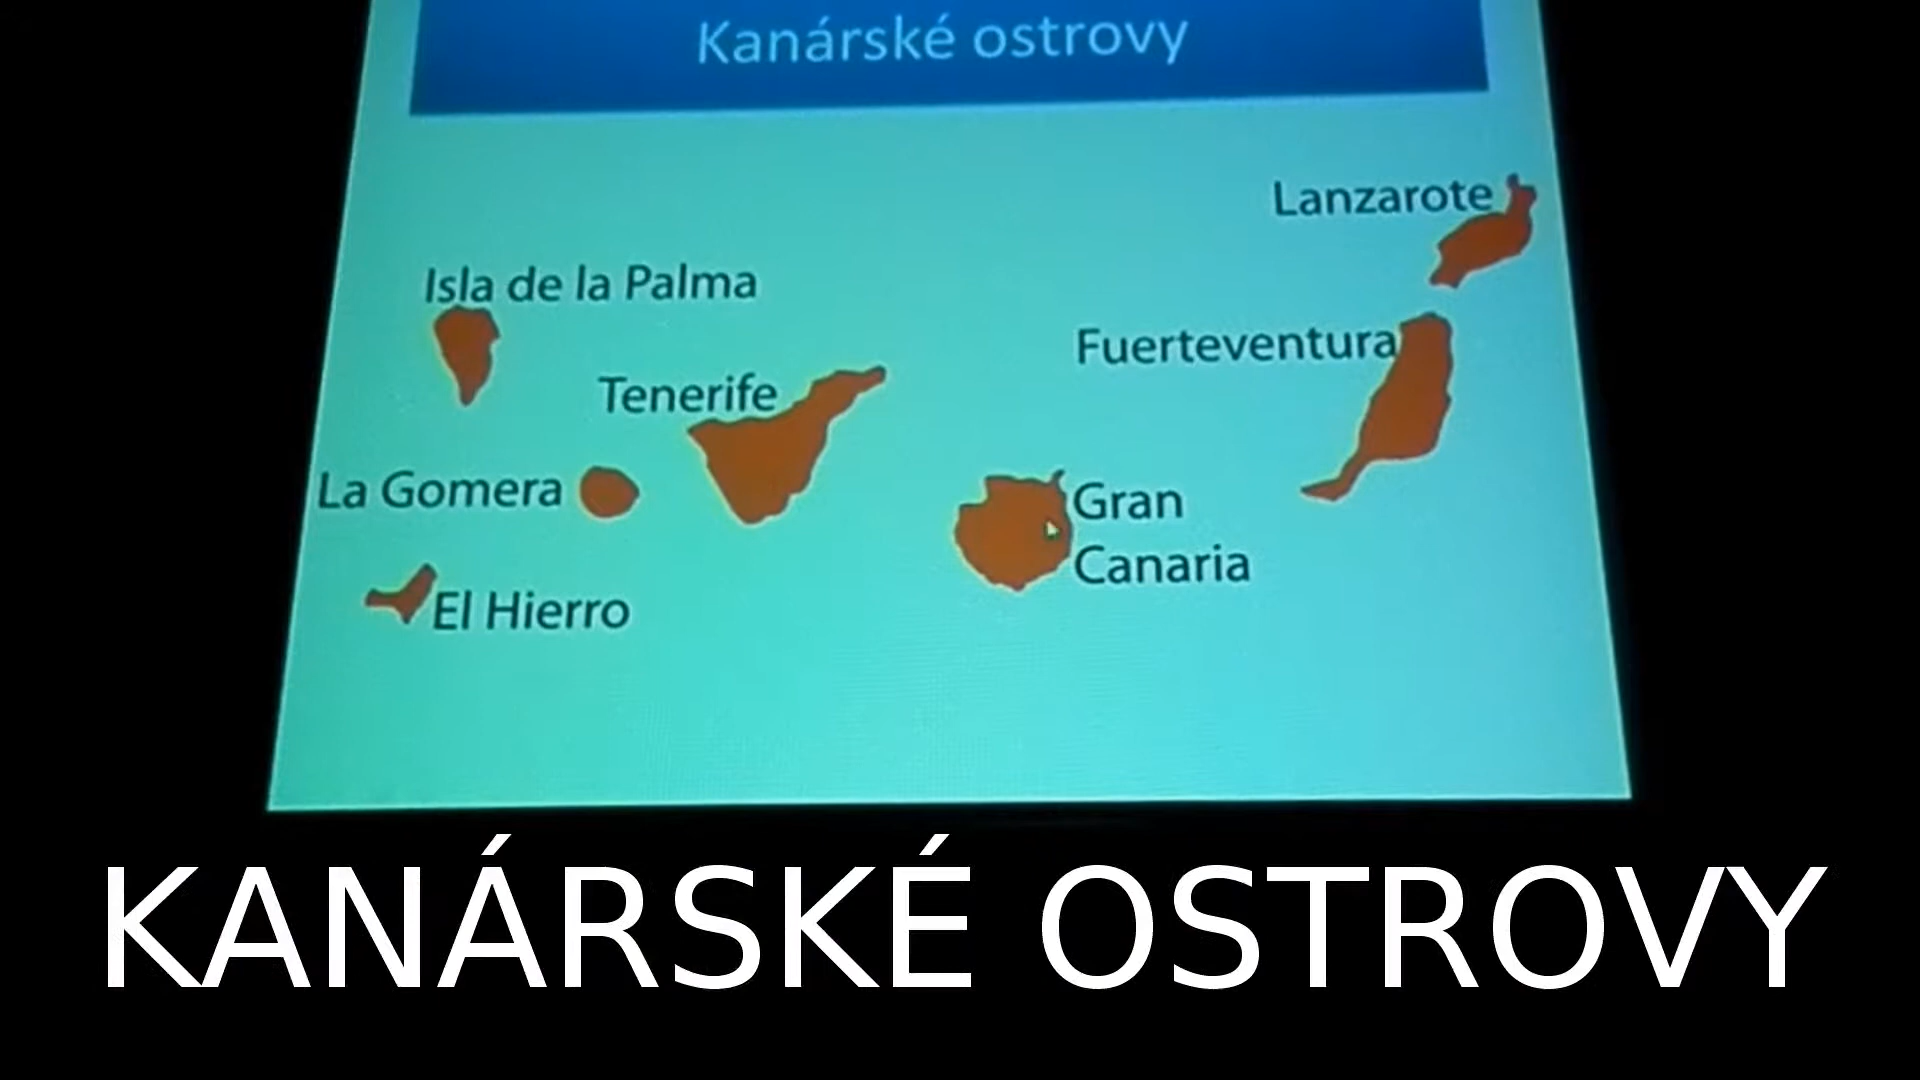 Kanárské ostrovy
Lanzarote
Isla de la Palma
Fuerteventura
Tenerife
La Gomera
Gran
Canaria
El Hierro
KANÁRSKÉ OSTROVY